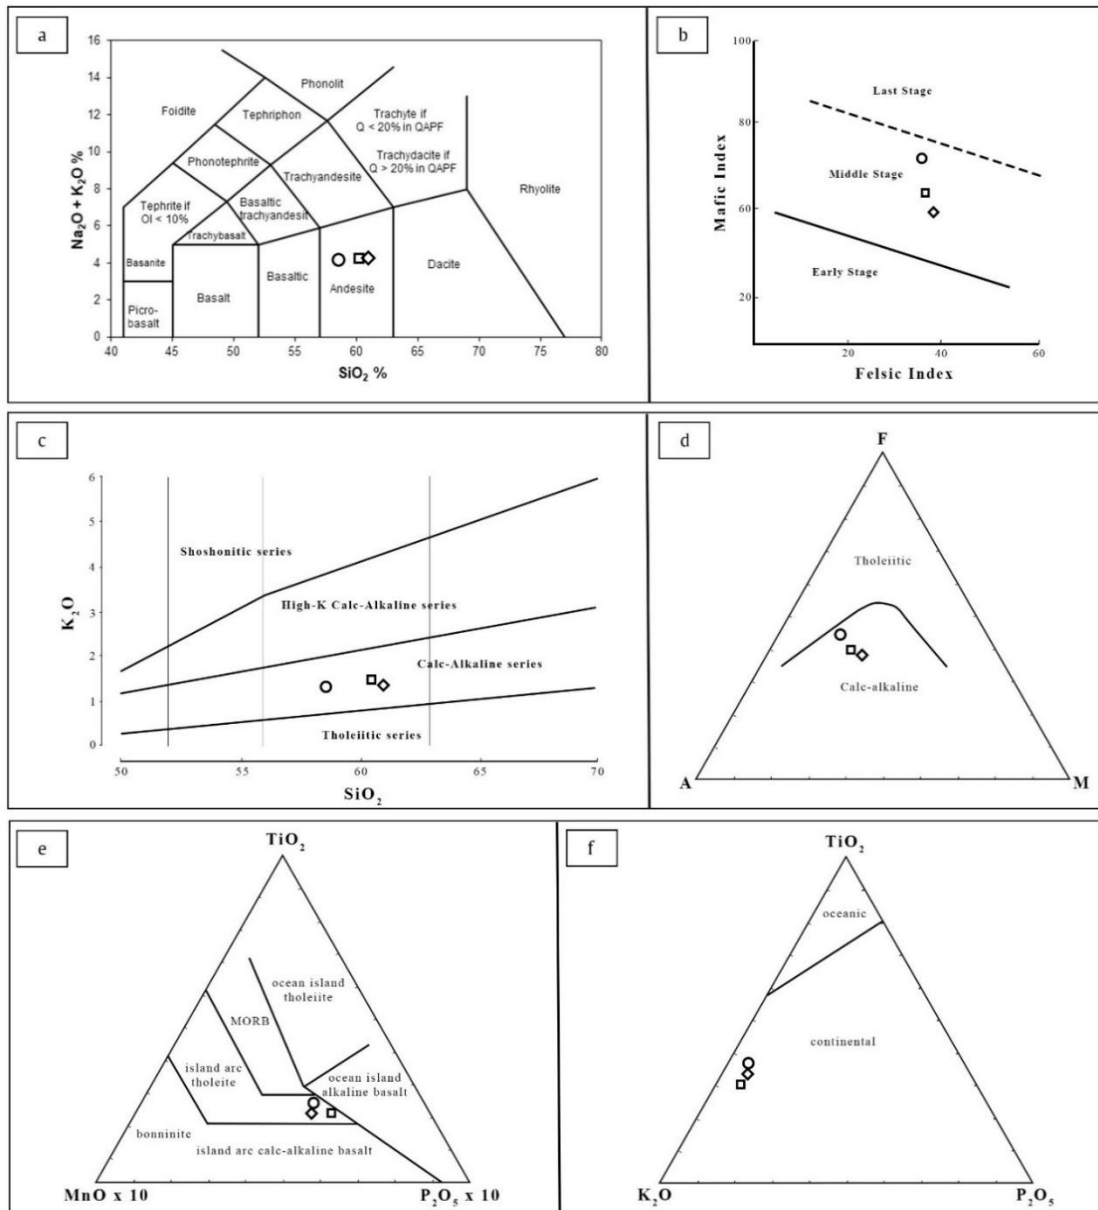 a
16
14
12
10
8
6
4
2
0
Na₂O + K₂O %
Foidite
Phonolit
Tephriphon
Trachyte if
Q < 20% in QAPF
Phonotephrite
Trachydacite if
Q > 20% in QAPF
Trachyandesite
Rhyolite
Tephrite if
Ol < 10%
Basaltic
trachyandesit
Trachybasalt
Basanite
Basaltic
Dacite
Basalt
Andesite
Picro-
basalt
40 45 50 55 60 65 70 75 80
SiO₂ %
b
100
80
60
20
Mafic Index
Last Stage
Middle Stage
Early Stage
20 40 60
Felsic Index
c
6
5
4
3
2
1
0
K₂O
Shoshonitic series
High-K Calc-Alkaline series
Calc-Alkaline series
Tholeiitic series
50 55 60 65 70
SiO₂
d
F
Tholeiitic
Calc-alkaline
A M
e
TiO₂
ocean island
tholeiite
MORB
island arc
tholeite
ocean island
alkaline basalt
bonninite
island arc calc-alkaline basalt
MnO x 10 P₂O₅ x 10
f
TiO₂
oceanic
continental
K₂O P₂O₅